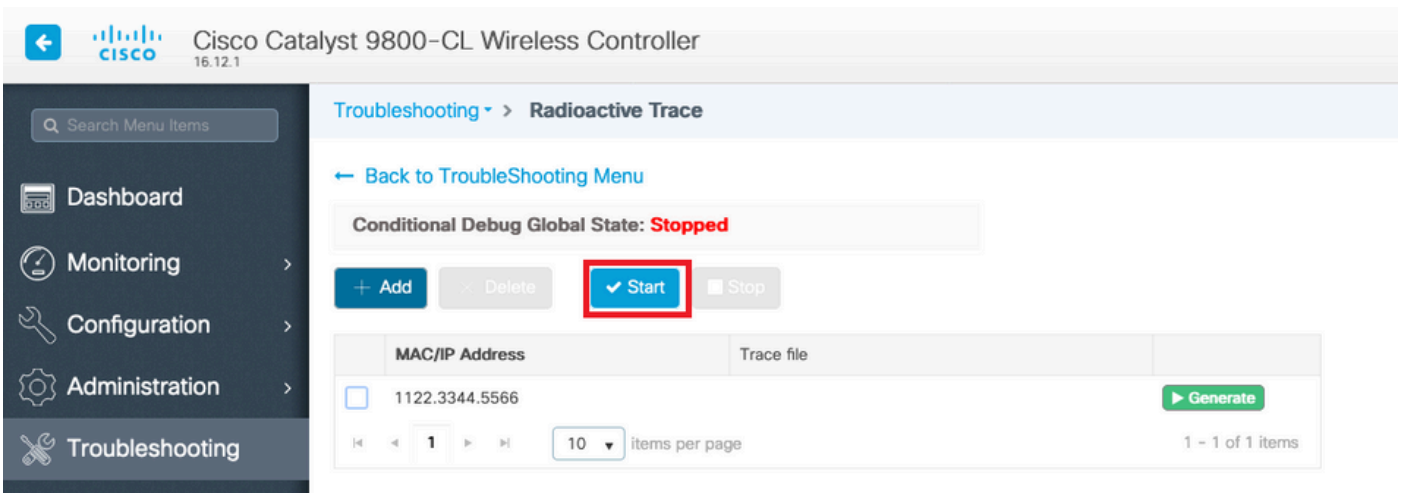 CISCO
Cisco Catalyst 9800-CL Wireless Controller
16.12.1
Search Menu Items
Dashboard
Monitoring
Configuration
Administration
Troubleshooting
Troubleshooting > Radioactive Trace
← Back to TroubleShooting Menu
Conditional Debug Global State: Stopped
+ Add × Delete ✔ Start Stop
MAC/IP Address Trace file
1122.3344.5566 Generate
1 10 items per page 1 - 1 of 1 items